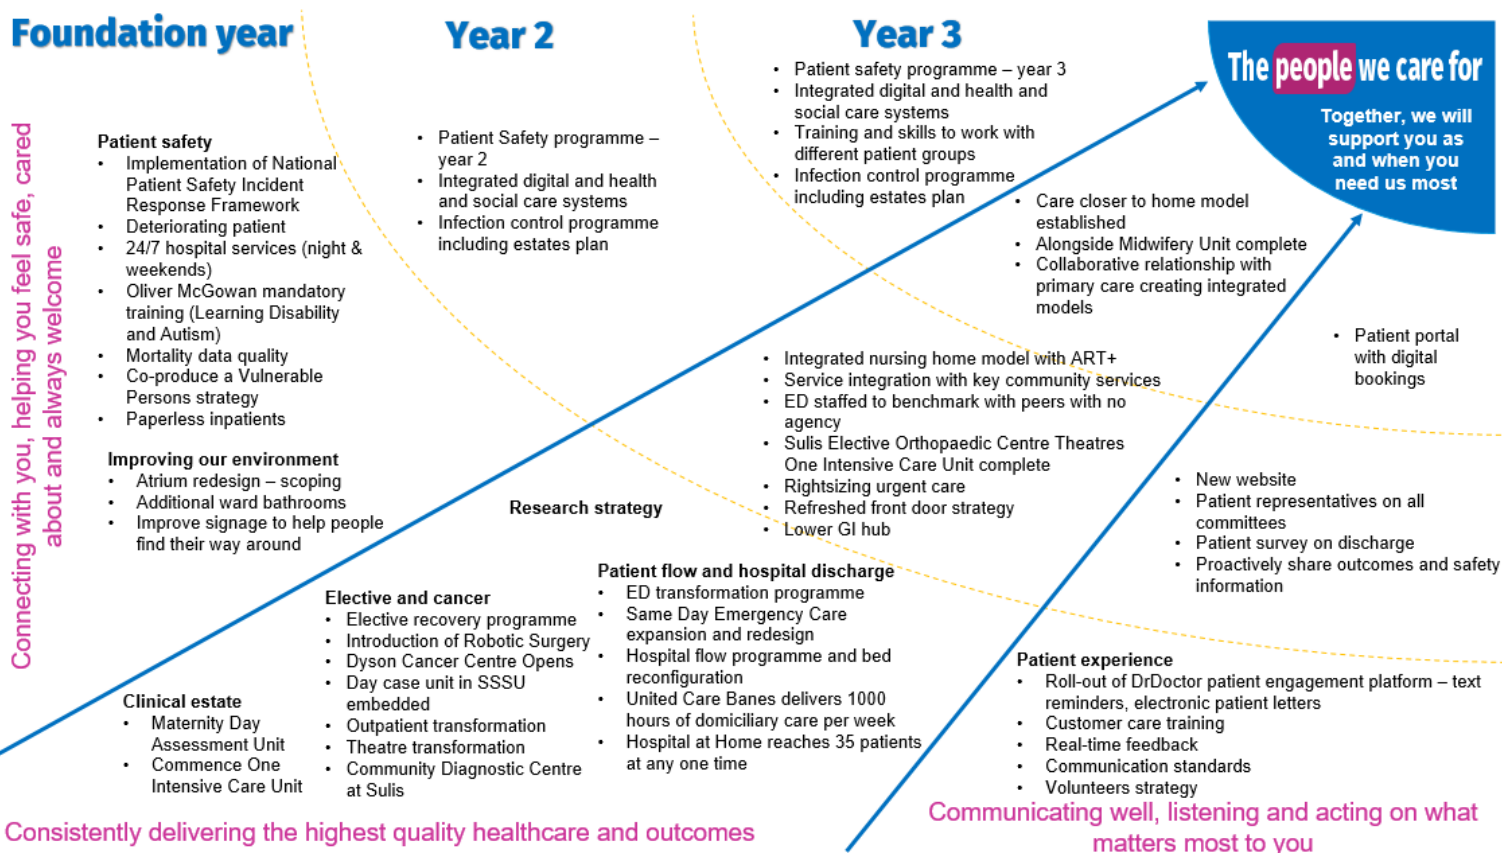 Foundation year
Year 2
Year 3
The people we care for
Together, we will
support you as
and when you
need us most
Connecting with you, helping you feel safe, cared
about and always welcome
Patient safety
• Implementation of National
Patient Safety Incident
Response Framework
• Deteriorating patient
• 24/7 hospital services (night &
weekends)
• Oliver McGowan mandatory
training (Learning Disability
and Autism)
• Mortality data quality
• Co-produce a Vulnerable
Persons strategy
• Paperless inpatients
Improving our environment
• Atrium redesign – scoping
• Additional ward bathrooms
• Improve signage to help people
find their way around
• Patient Safety programme –
year 2
• Integrated digital and health
and social care systems
• Infection control programme
including estates plan
• Patient safety programme – year 3
• Integrated digital and health and
social care systems
• Training and skills to work with
different patient groups
• Infection control programme
including estates plan
• Care closer to home model
established
• Alongside Midwifery Unit complete
• Collaborative relationship with
primary care creating integrated
models
• Patient portal
with digital
bookings
• Integrated nursing home model with ART+
• Service integration with key community services
• ED staffed to benchmark with peers with no
agency
• Sulis Elective Orthopaedic Centre Theatres
One Intensive Care Unit complete
• Rightsizing urgent care
• Refreshed front door strategy
• Lower GI hub
Research strategy
• New website
• Patient representatives on all
committees
• Patient survey on discharge
• Proactively share outcomes and safety
information
Clinical estate
• Maternity Day
Assessment Unit
• Commence One
Intensive Care Unit
Elective and cancer
• Elective recovery programme
• Introduction of Robotic Surgery
• Dyson Cancer Centre Opens
• Day case unit in SSSU
embedded
• Outpatient transformation
• Theatre transformation
• Community Diagnostic Centre
at Sulis
Patient flow and hospital discharge
• ED transformation programme
• Same Day Emergency Care
expansion and redesign
• Hospital flow programme and bed
reconfiguration
• United Care Banes delivers 1000
hours of domiciliary care per week
• Hospital at Home reaches 35 patients
at any one time
Patient experience
• Roll-out of DrDoctor patient engagement platform – text
reminders, electronic patient letters
• Customer care training
• Real-time feedback
• Communication standards
• Volunteers strategy
Consistently delivering the highest quality healthcare and outcomes
Communicating well, listening and acting on what
matters most to you